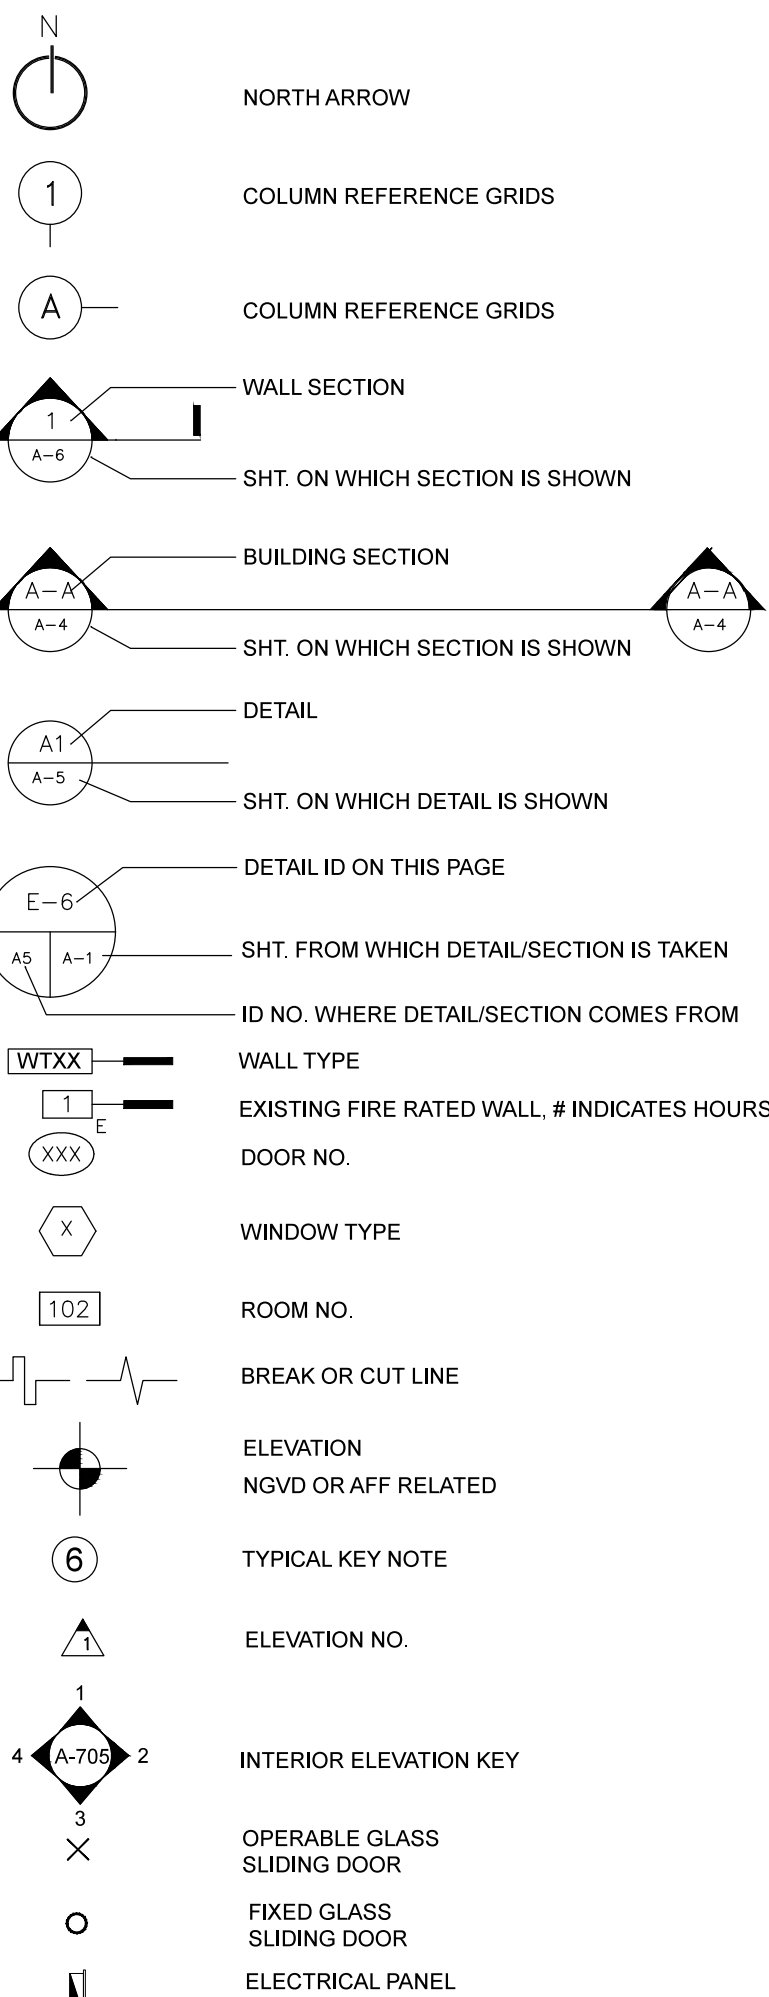 N
NORTH ARROW
1
COLUMN REFERENCE GRIDS
A
COLUMN REFERENCE GRIDS
WALL SECTION
1
A-6
SHT. ON WHICH SECTION IS SHOWN
BUILDING SECTION
A-A
A-A
A-4
A-4
SHT. ON WHICH SECTION IS SHOWN
DETAIL
A1
A-5
SHT. ON WHICH DETAIL IS SHOWN
DETAIL ID ON THIS PAGE
E-6
A5
A-1
SHT. FROM WHICH DETAIL/SECTION IS TAKEN
ID NO. WHERE DETAIL/SECTION COMES FROM
WTXX
WALL TYPE
1
E
EXISTING FIRE RATED WALL, # INDICATES HOURS
XXX
DOOR NO.
X
WINDOW TYPE
102
ROOM NO.
BREAK OR CUT LINE
ELEVATION
NGVD OR AFF RELATED
6
TYPICAL KEY NOTE
1
ELEVATION NO.
1
4
A-705
2
3
INTERIOR ELEVATION KEY
OPERABLE GLASS
SLIDING DOOR
FIXED GLASS
SLIDING DOOR
ELECTRICAL PANEL